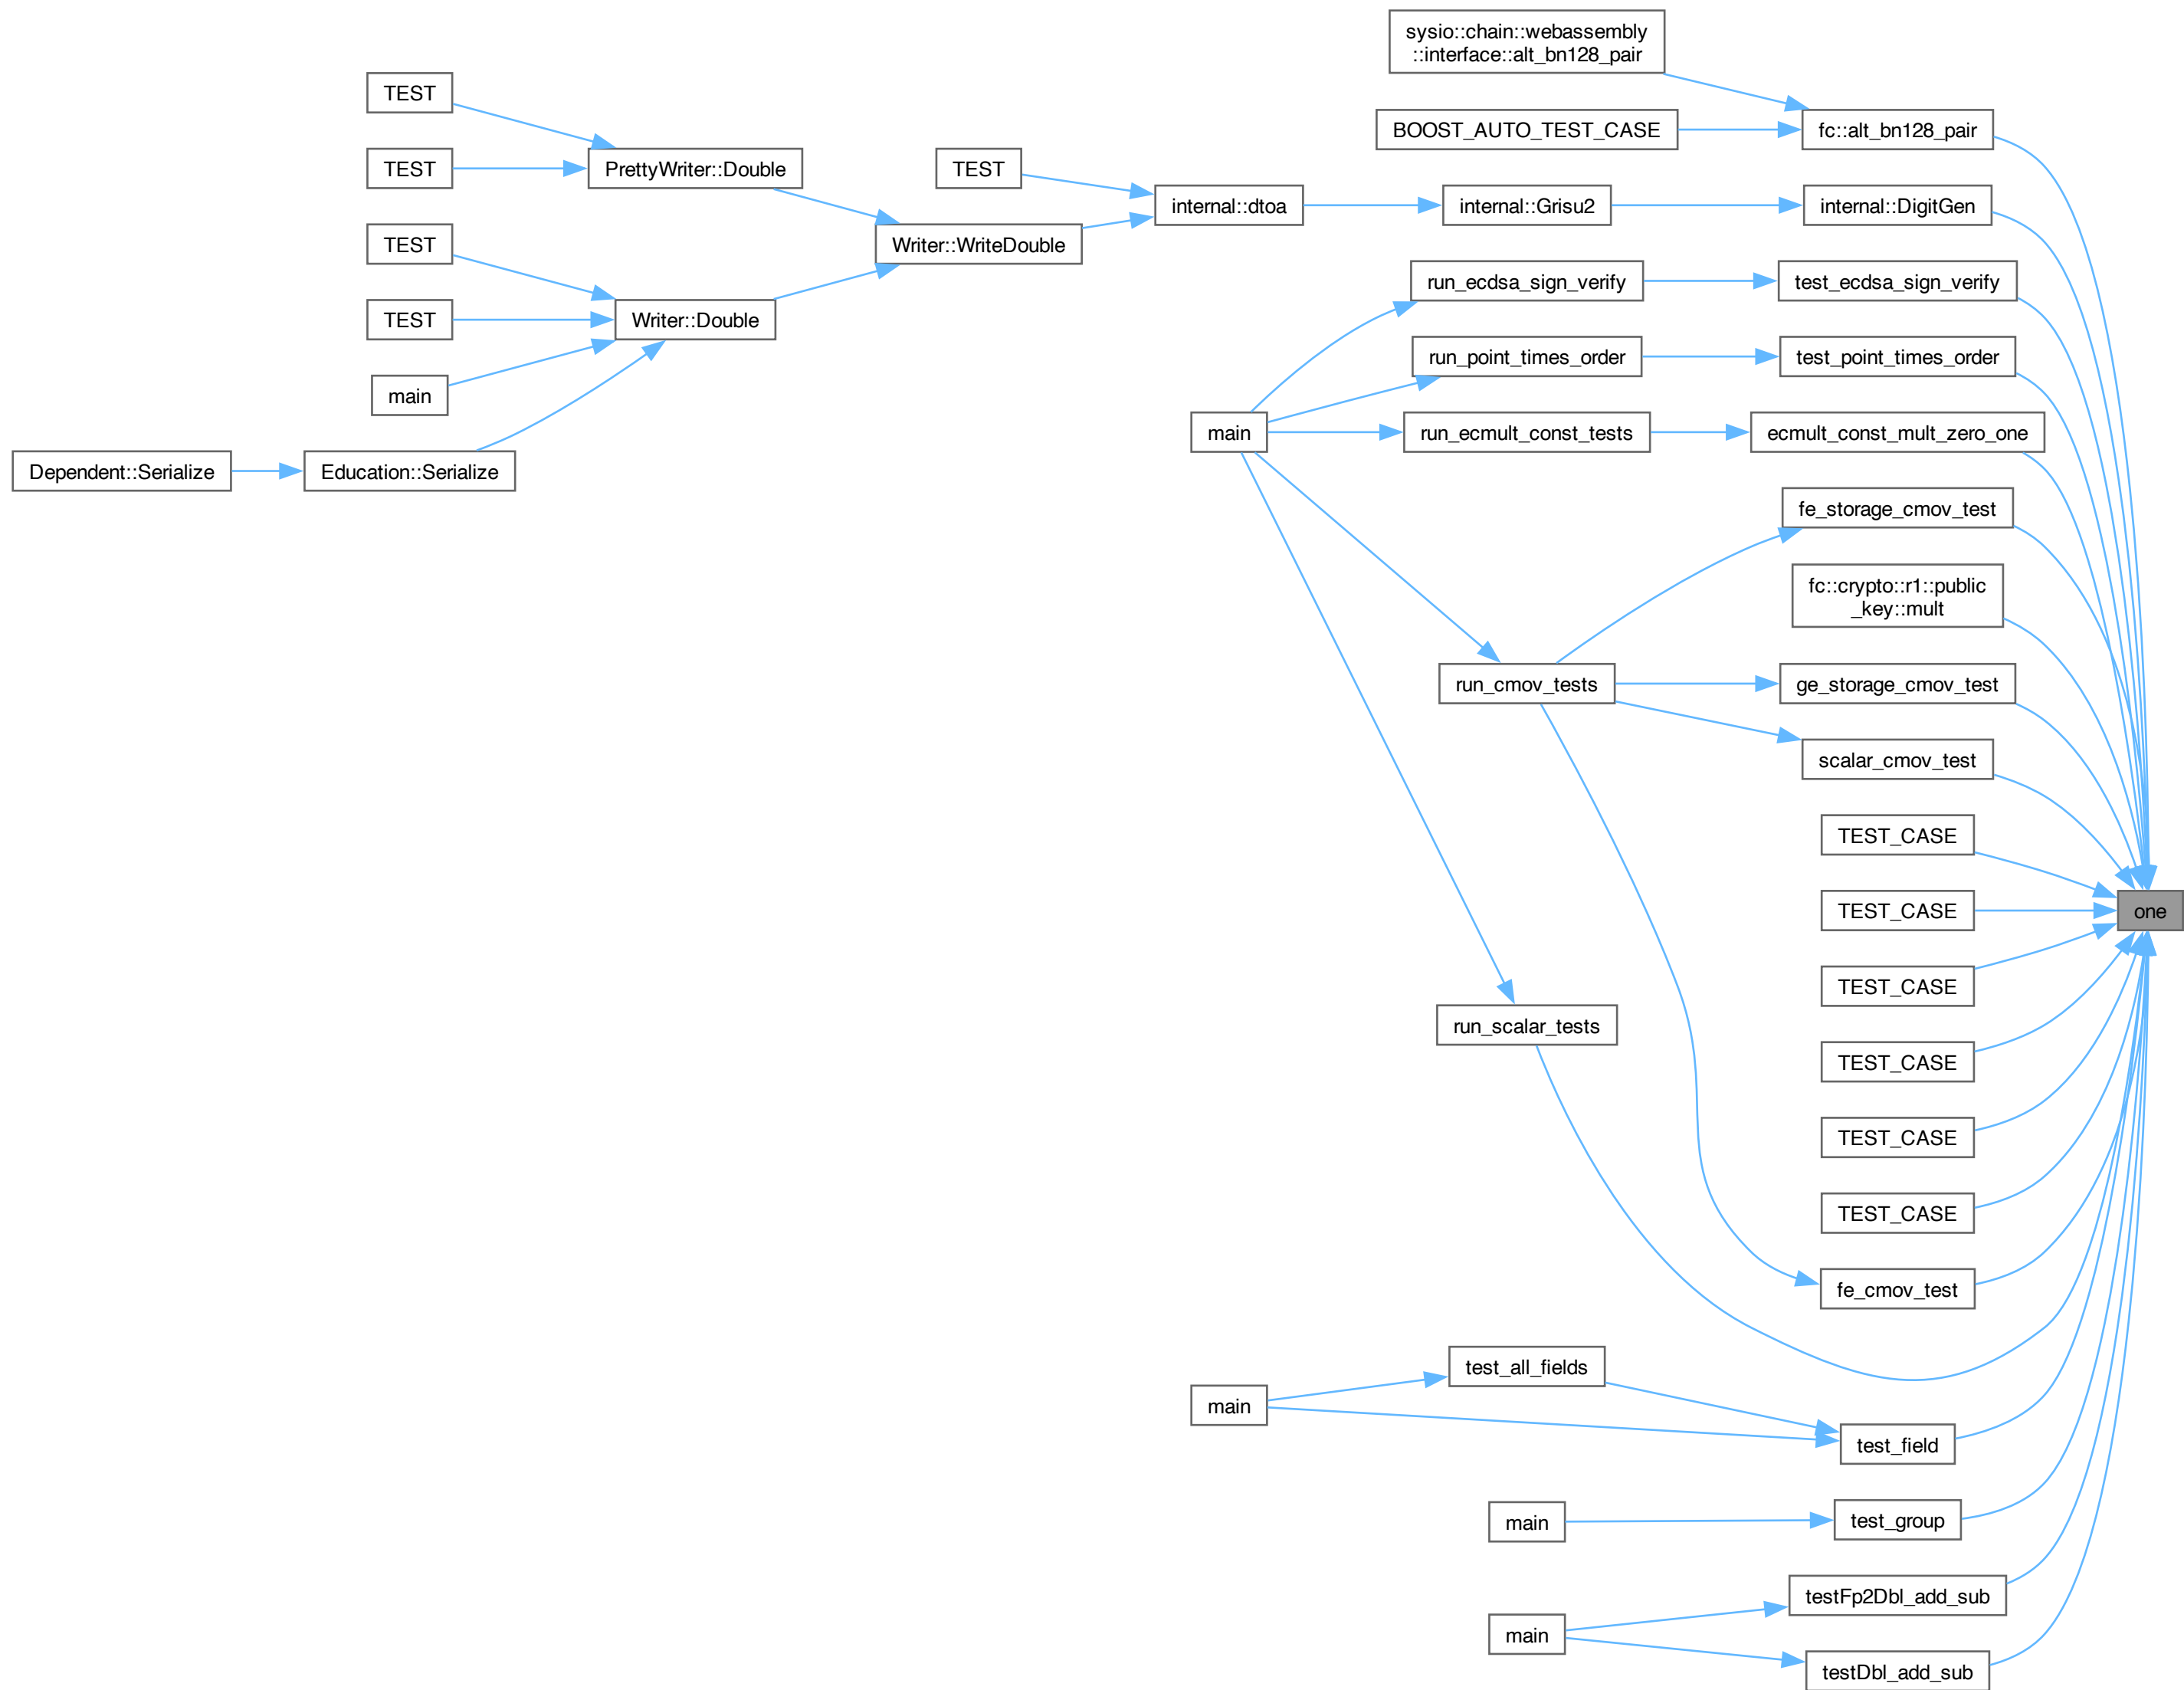 sysio::chain::webassembly
::interface::alt_bn128_pair
TEST
BOOST_AUTO_TEST_CASE
fc::alt_bn128_pair
TEST
PrettyWriter::Double
TEST
internal::dtoa
internal::Grisu2
internal::DigitGen
TEST
Writer::WriteDouble
run_ecdsa_sign_verify
test_ecdsa_sign_verify
TEST
Writer::Double
run_point_times_order
test_point_times_order
main
main
run_ecmult_const_tests
ecmult_const_mult_zero_one
Dependent::Serialize
Education::Serialize
fe_storage_cmov_test
fc::crypto::r1::public
_key::mult
run_cmov_tests
ge_storage_cmov_test
scalar_cmov_test
TEST_CASE
TEST_CASE
one
TEST_CASE
run_scalar_tests
TEST_CASE
TEST_CASE
TEST_CASE
fe_cmov_test
test_all_fields
main
test_field
main
test_group
testFp2Dbl_add_sub
main
testDbl_add_sub